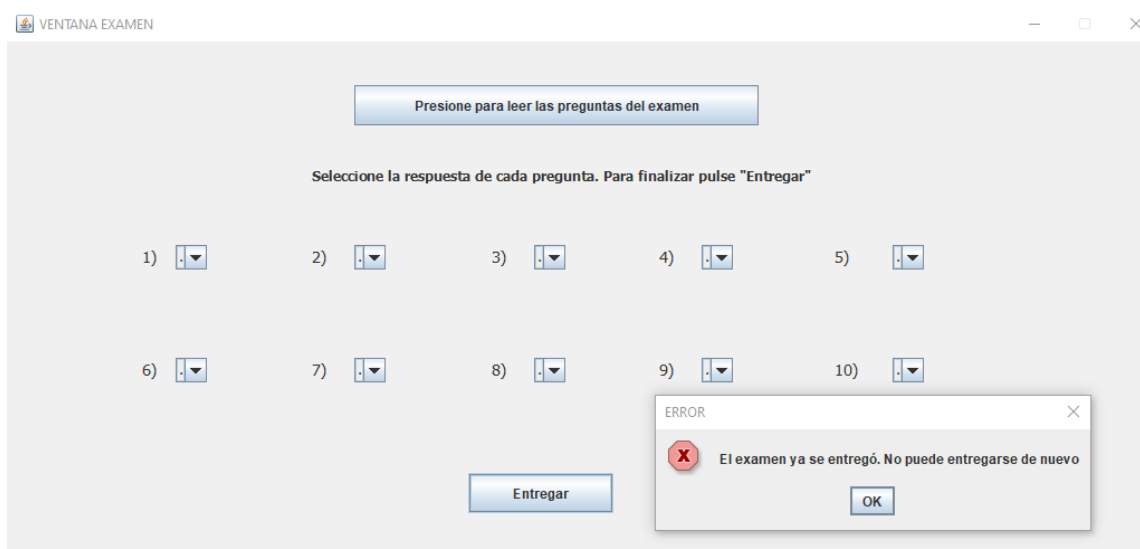 VENTANA EXAMEN
Presione para leer las preguntas del examen
Seleccione la respuesta de cada pregunta. Para finalizar pulse "Entregar"
1) . 2) . 3) . 4) . 5) .
6) . 7) . 8) . 9) . 10) .
ERROR
El examen ya se entregó. No puede entregarse de nuevo
OK
Entregar